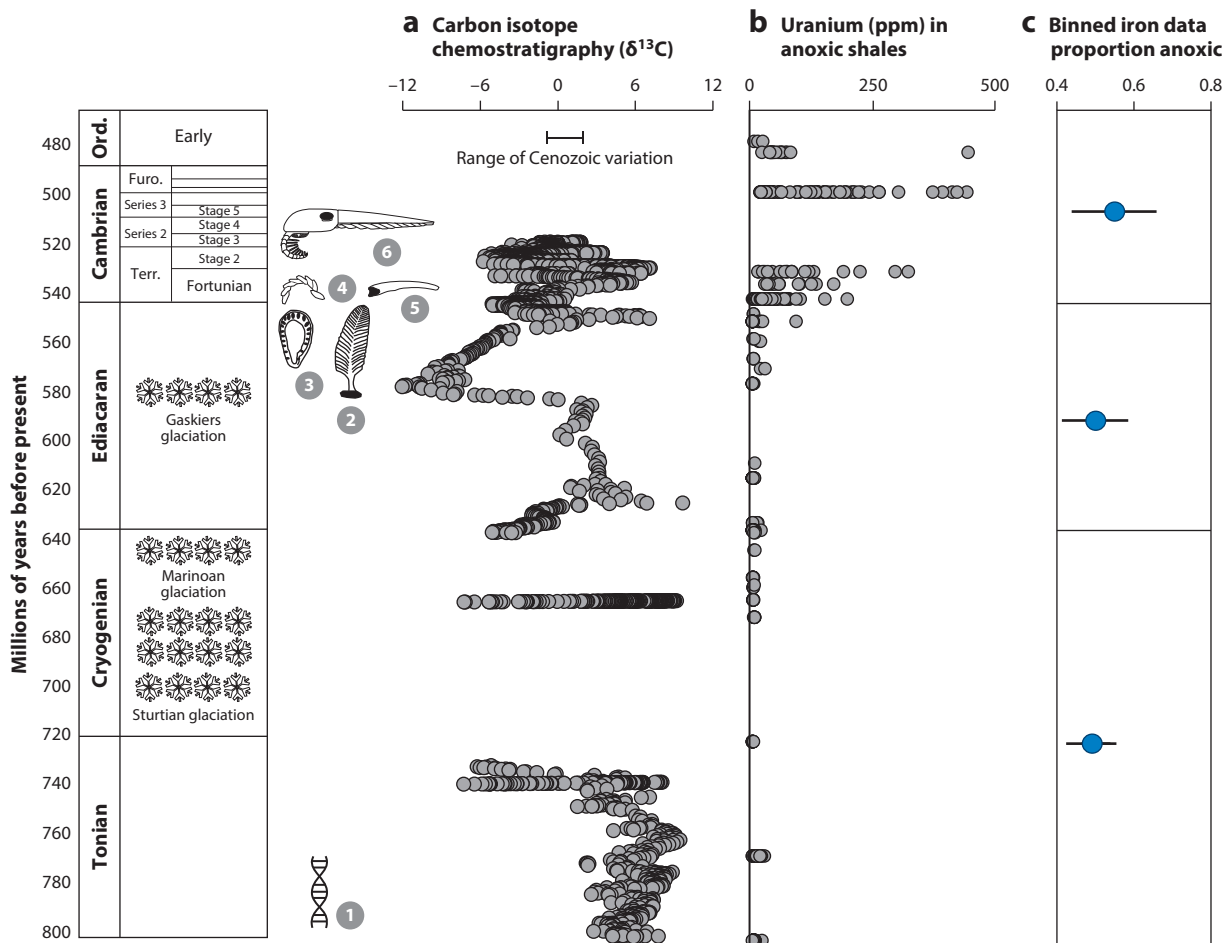 a Carbon isotope
chemostratigraphy (δ¹³C)
b Uranium (ppm) in
anoxic shales
c Binned iron data
proportion anoxic
−12 −6 0 6 12
0 250 500
0.4 0.6 0.8
Range of Cenozoic variation
Millions of years before present
480
500
520
540
560
580
600
620
640
660
680
700
720
740
760
780
800
Ord.
Early
Cambrian
Furo.
Series 3
Stage 5
Series 2
Stage 4
Stage 3
Terr.
Stage 2
Fortunian
Ediacaran
Gaskiers
glaciation
Cryogenian
Marinoan
glaciation
Sturtian glaciation
Tonian
6
4
5
3
2
1